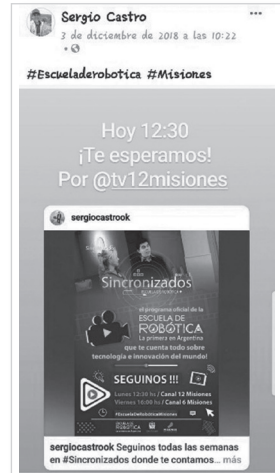 Sergio Castro
3 de diciembre de 2018 a las 10:22
#Escueladerobotica #Misiones
Hoy 12:30
¡Te esperamos!
Por @tv12misiones
sergiocastrook
Sincronizados
el programa oficial de la
ESCUELA DE
ROBÓTICA
La primera en Argentina
que te cuenta todo sobre
tecnología e innovación del mundo!
SEGUINOS !!!
Lunes 12:30 hs / Canal 12 Misiones
Viernes 16:00 hs / Canal 6 Misiones
#EscuelaDeRobóticaMisiones
sergiocastrook Seguinos todas las semanas
en #Sincronizados donde te contamos... más